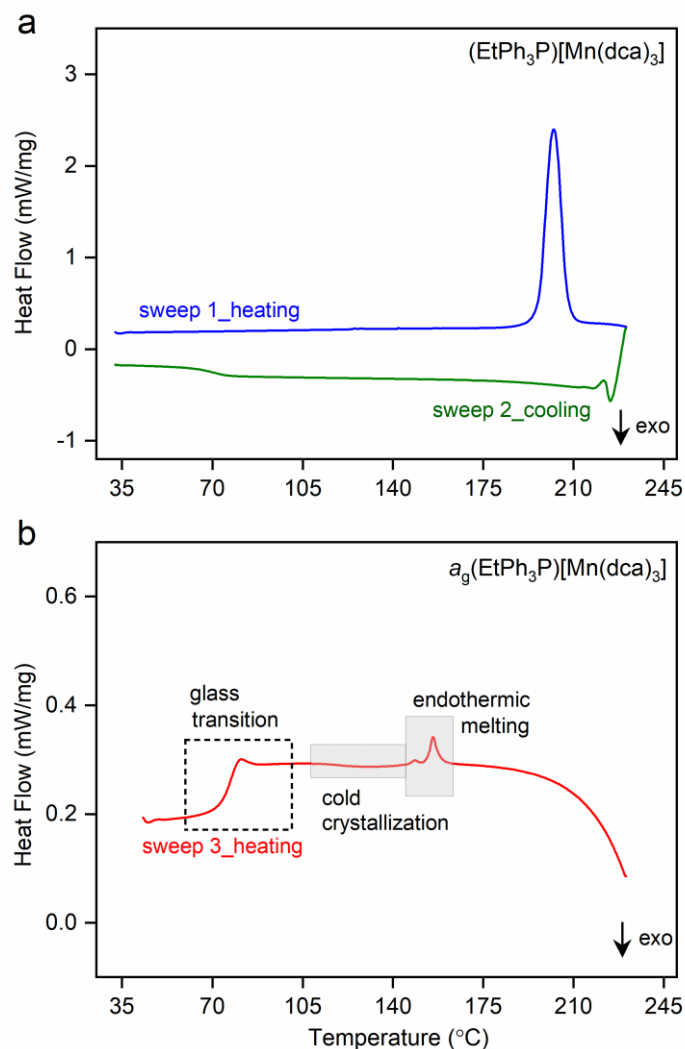 a
(EtPh₃P)[Mn(dca)₃]
Heat Flow (mW/mg)
3
2
1
0
-1
sweep 1_heating
sweep 2_cooling
exo
35 70 105 140 175 210 245
b
a_g(EtPh₃P)[Mn(dca)₃]
Heat Flow (mW/mg)
0.6
0.4
0.2
0.0
glass
transition
endothermic
melting
cold
crystallization
sweep 3_heating
exo
35 70 105 140 175 210 245
Temperature (°C)